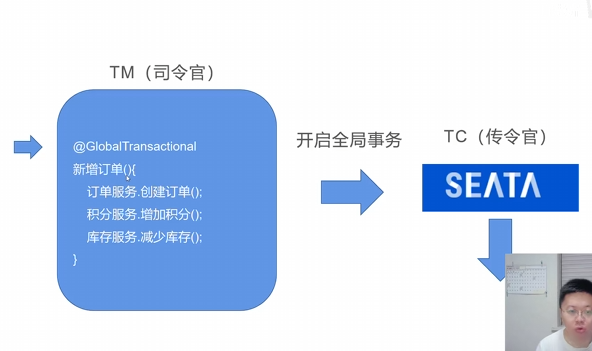 TM（司令官）
@GlobalTransactional
新增订单(){
订单服务.创建订单();
积分服务.增加积分();
库存服务.减少库存();
}
开启全局事务
TC（传令官）
SEATA